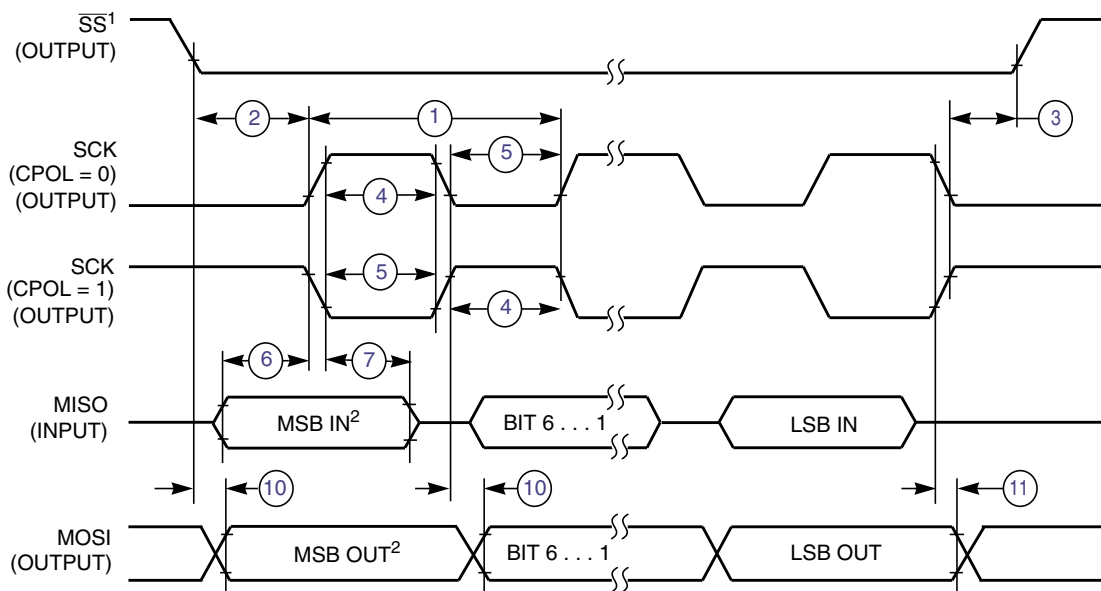 SS¹
(OUTPUT)
2
1
3
SCK
(CPOL = 0)
(OUTPUT)
5
4
SCK
(CPOL = 1)
(OUTPUT)
5
4
6
7
MISO
(INPUT)
MSB IN²
BIT 6 . . . 1
LSB IN
10
10
11
MOSI
(OUTPUT)
MSB OUT²
BIT 6 . . . 1
LSB OUT